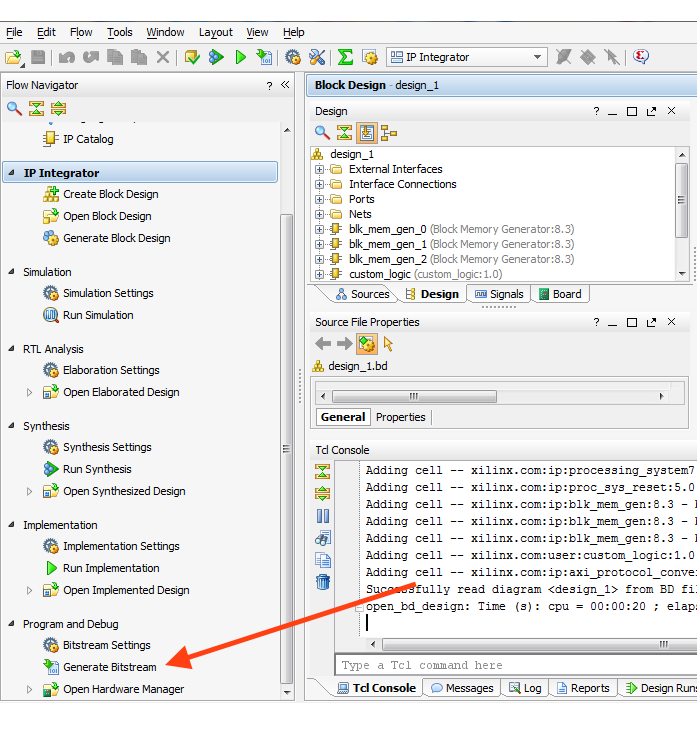 File Edit Flow Tools Window Layout View Help
IP Integrator
Flow Navigator ? «
IP Catalog
IP Integrator
Create Block Design
Open Block Design
Generate Block Design
Simulation
Simulation Settings
Run Simulation
RTL Analysis
Elaboration Settings
Open Elaborated Design
Synthesis
Synthesis Settings
Run Synthesis
Open Synthesized Design
Implementation
Implementation Settings
Run Implementation
Open Implemented Design
Program and Debug
Bitstream Settings
Generate Bitstream
Open Hardware Manager
Block Design - design_1
Design ?
design_1
External Interfaces
Interface Connections
Ports
Nets
blk_mem_gen_0 (Block Memory Generator:8.3)
blk_mem_gen_1 (Block Memory Generator:8.3)
blk_mem_gen_2 (Block Memory Generator:8.3)
custom_logic (custom_logic:1.0)
Sources Design Signals Board
Source File Properties ?
design_1.bd
General Properties
Tcl Console
Adding cell -- xilinx.com:ip:processing_system7
Adding cell -- xilinx.com:ip:proc_sys_reset:5.0
Adding cell -- xilinx.com:ip:blk_mem_gen:8.3 -
Adding cell -- xilinx.com:ip:blk_mem_gen:8.3 -
Adding cell -- xilinx.com:ip:blk_mem_gen:8.3 -
Adding cell -- xilinx.com:user:custom_logic:1.0
Adding cell -- xilinx.com:ip:axi_protocol_conve
Successfully read diagram <design_1> from BD fil
open_bd_design: Time (s): cpu = 00:00:20 ; elaps
Type a Tcl command here
Tcl Console Messages Log Reports Design Runs